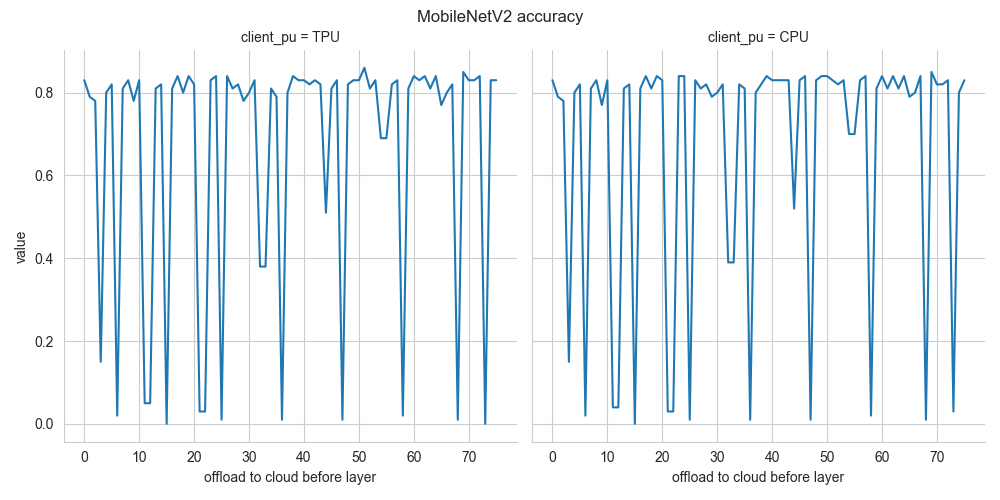 MobileNetV2 accuracy
client_pu = TPU
client_pu = CPU
value
0.8
0.6
0.4
0.2
0.0
0 10 20 30 40 50 60 70
0 10 20 30 40 50 60 70
offload to cloud before layer
offload to cloud before layer